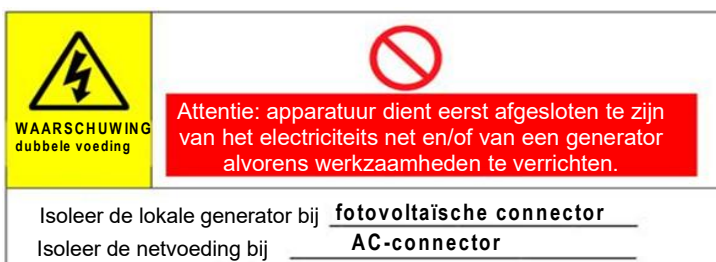 WAARSCHUWING
dubbele voeding
Attentie: apparatuur dient eerst afgesloten te zijn
van het electriciteits net en/of van een generator
alvorens werkzaamheden te verrichten.
Isoleer de lokale generator bij fotovoltaïsche connector
Isoleer de netvoeding bij AC-connector